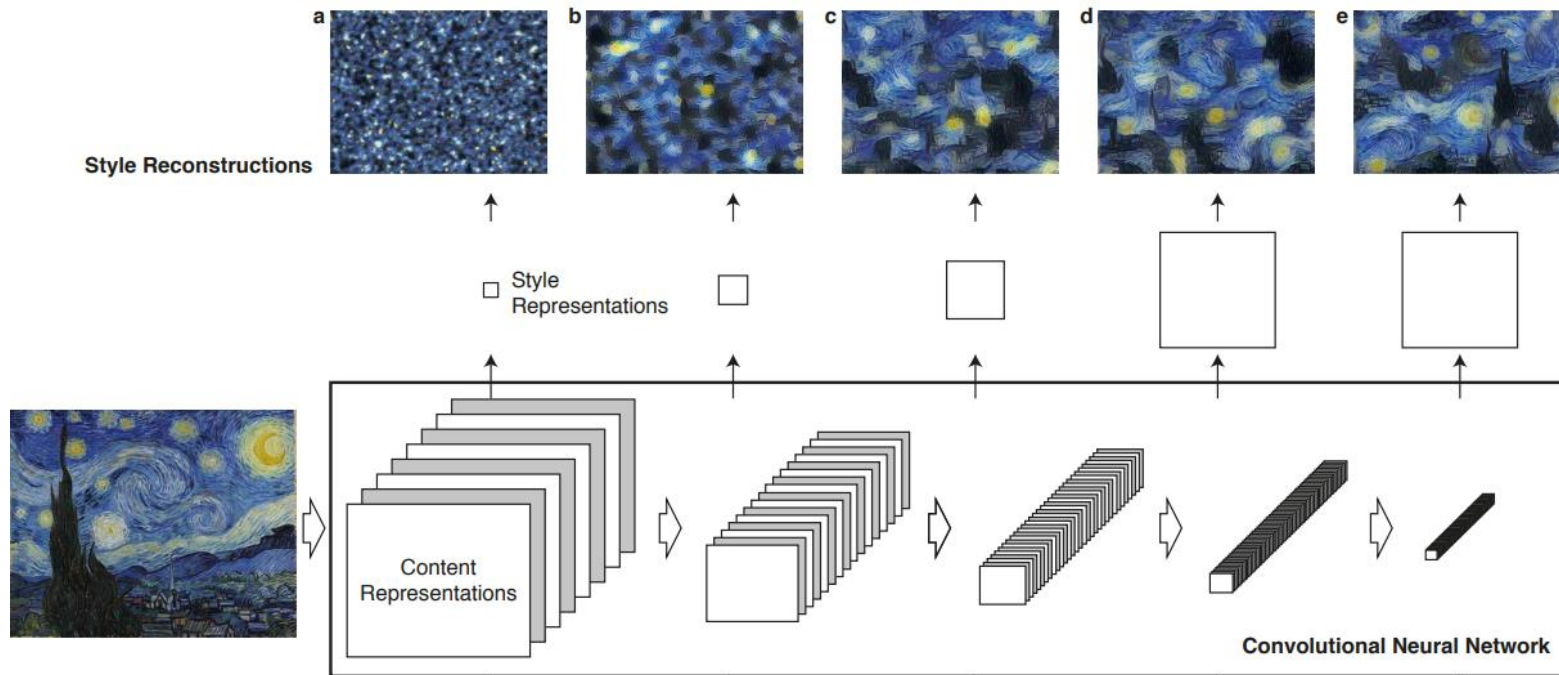 a
b
c
d
e
Style Reconstructions
Style
Representations
Content
Representations
Convolutional Neural Network